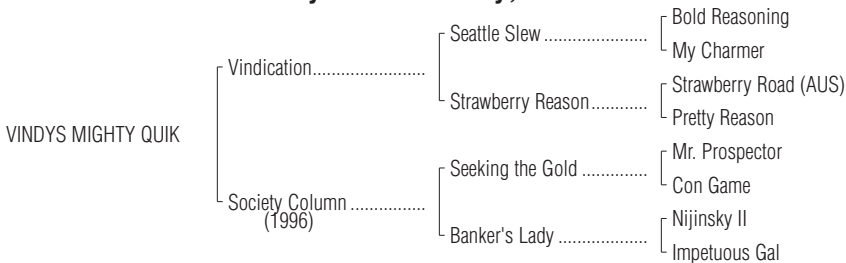 Bold Reasoning
Seattle Slew ......................
My Charmer
Vindication.......................
Strawberry Road (AUS)
Strawberry Reason............
Pretty Reason
VINDYS MIGHTY QUIK
Mr. Prospector
Seeking the Gold ..............
Con Game
Society Column ................
(1996)
Nijinsky II
Banker's Lady ...................
Impetuous Gal